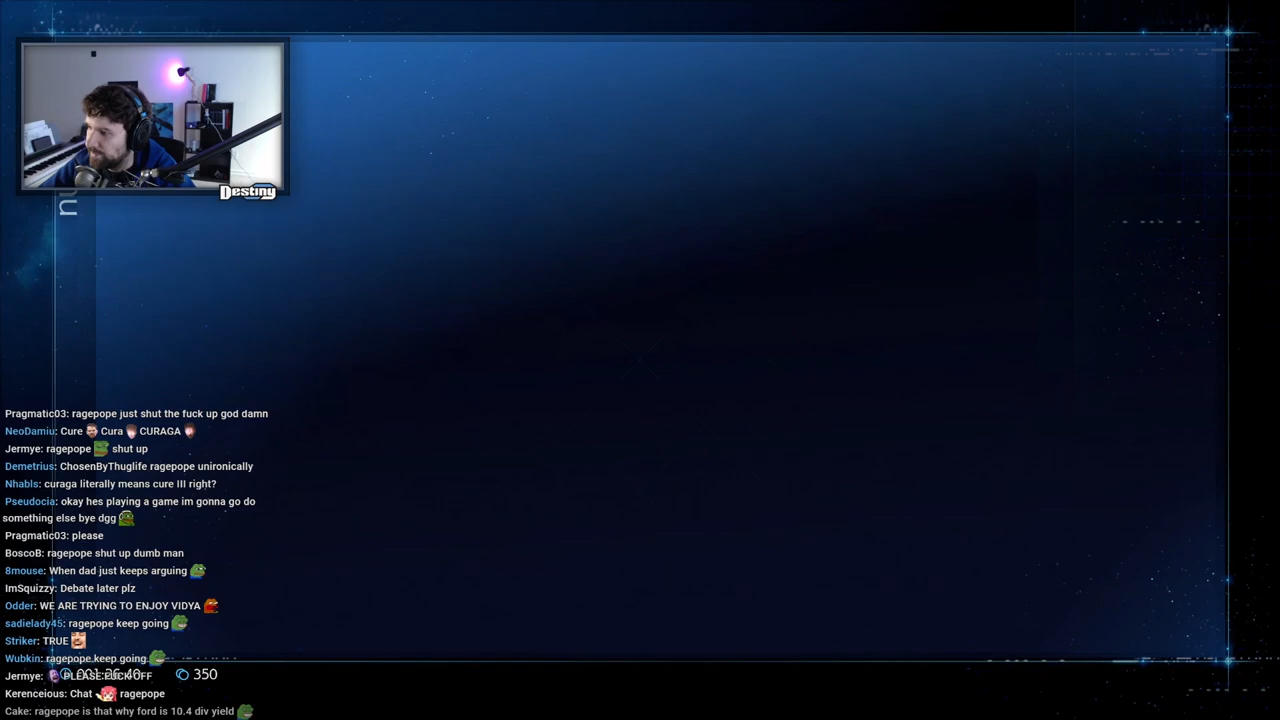 Destiny
nu
Pragmatic03: ragepope just shut the fuck up god damn
NeoDamiu: Cure Cura CURAGA
Jermye: ragepope shut up
Demetrius: ChosenByThuglife ragepope unironically
Nhabls: curaga literally means cure III right?
Pseudocia: okay hes playing a game im gonna go do
something else bye dgg
Pragmatic03: please
BoscoB: ragepope shut up dumb man
8mouse: When dad just keeps arguing
ImSquizzy: Debate later plz
Odder: WE ARE TRYING TO ENJOY VIDYA
sadielady45: ragepope keep going
Striker: TRUE
Wubkin: ragepope keep going
350
Jermye: PLEASE FUCK OFF
Kerenceious: Chat ragepope
Cake: ragepope is that why ford is 10.4 div yield